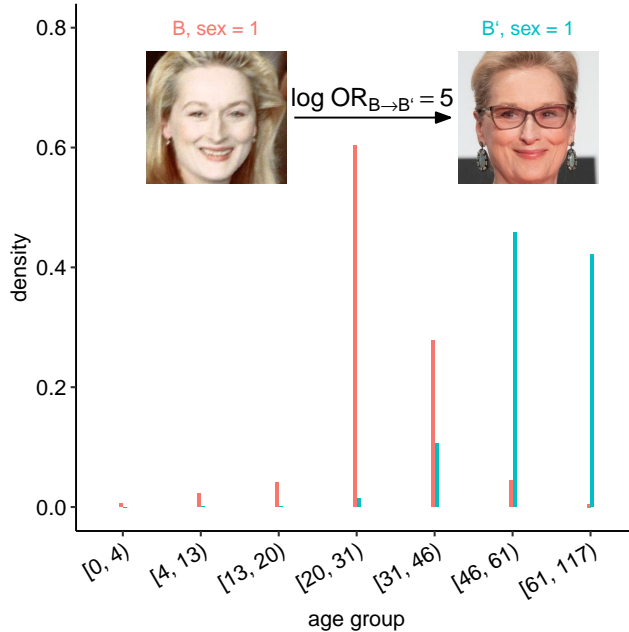 B, sex = 1
B‘, sex = 1
log OR_B→B‘ = 5
density
0.8
0.6
0.4
0.2
0.0
[0, 4)
[4, 13)
[13, 20)
[20, 31)
[31, 46)
[46, 61)
[61, 117)
age group